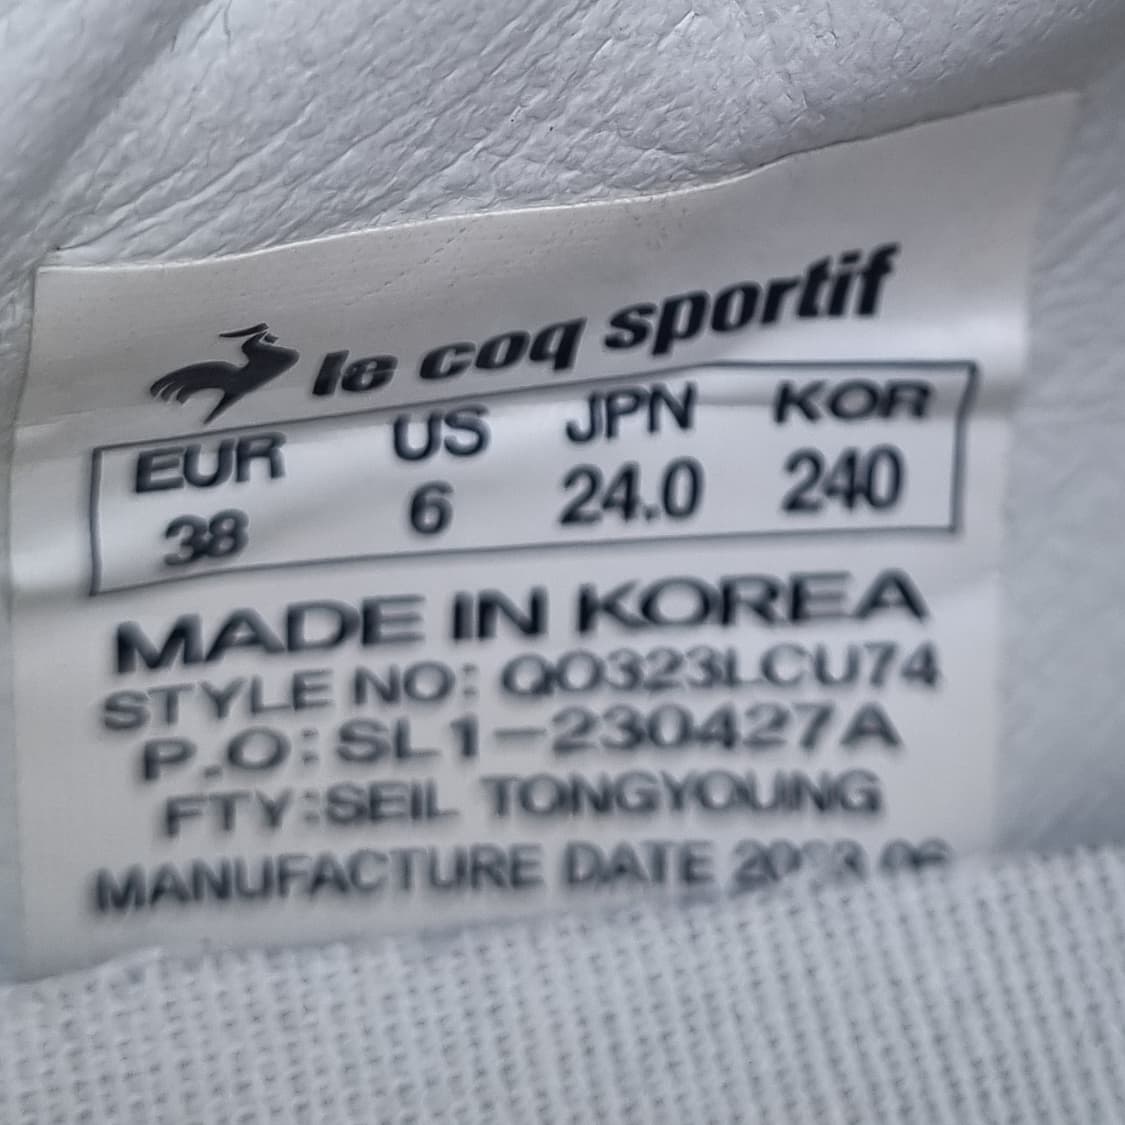 le coq sportif
EUR US JPN KOR
38 6 24.0 240
MADE IN KOREA
STYLE NO: QO323LCU74
P.O:SL1-230427A
FTY:SEIL TONGYOUNG
MANUFACTURE DATE